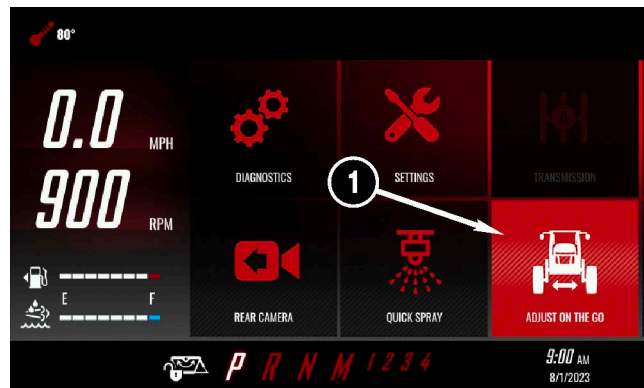 80°
0.0 MPH
900 RPM
E F
DIAGNOSTICS
SETTINGS
TRANSMISSION
1
REAR CAMERA
QUICK SPRAY
ADJUST ON THE GO
P R N M 1 2 3 4
9:00 AM
8/1/2023